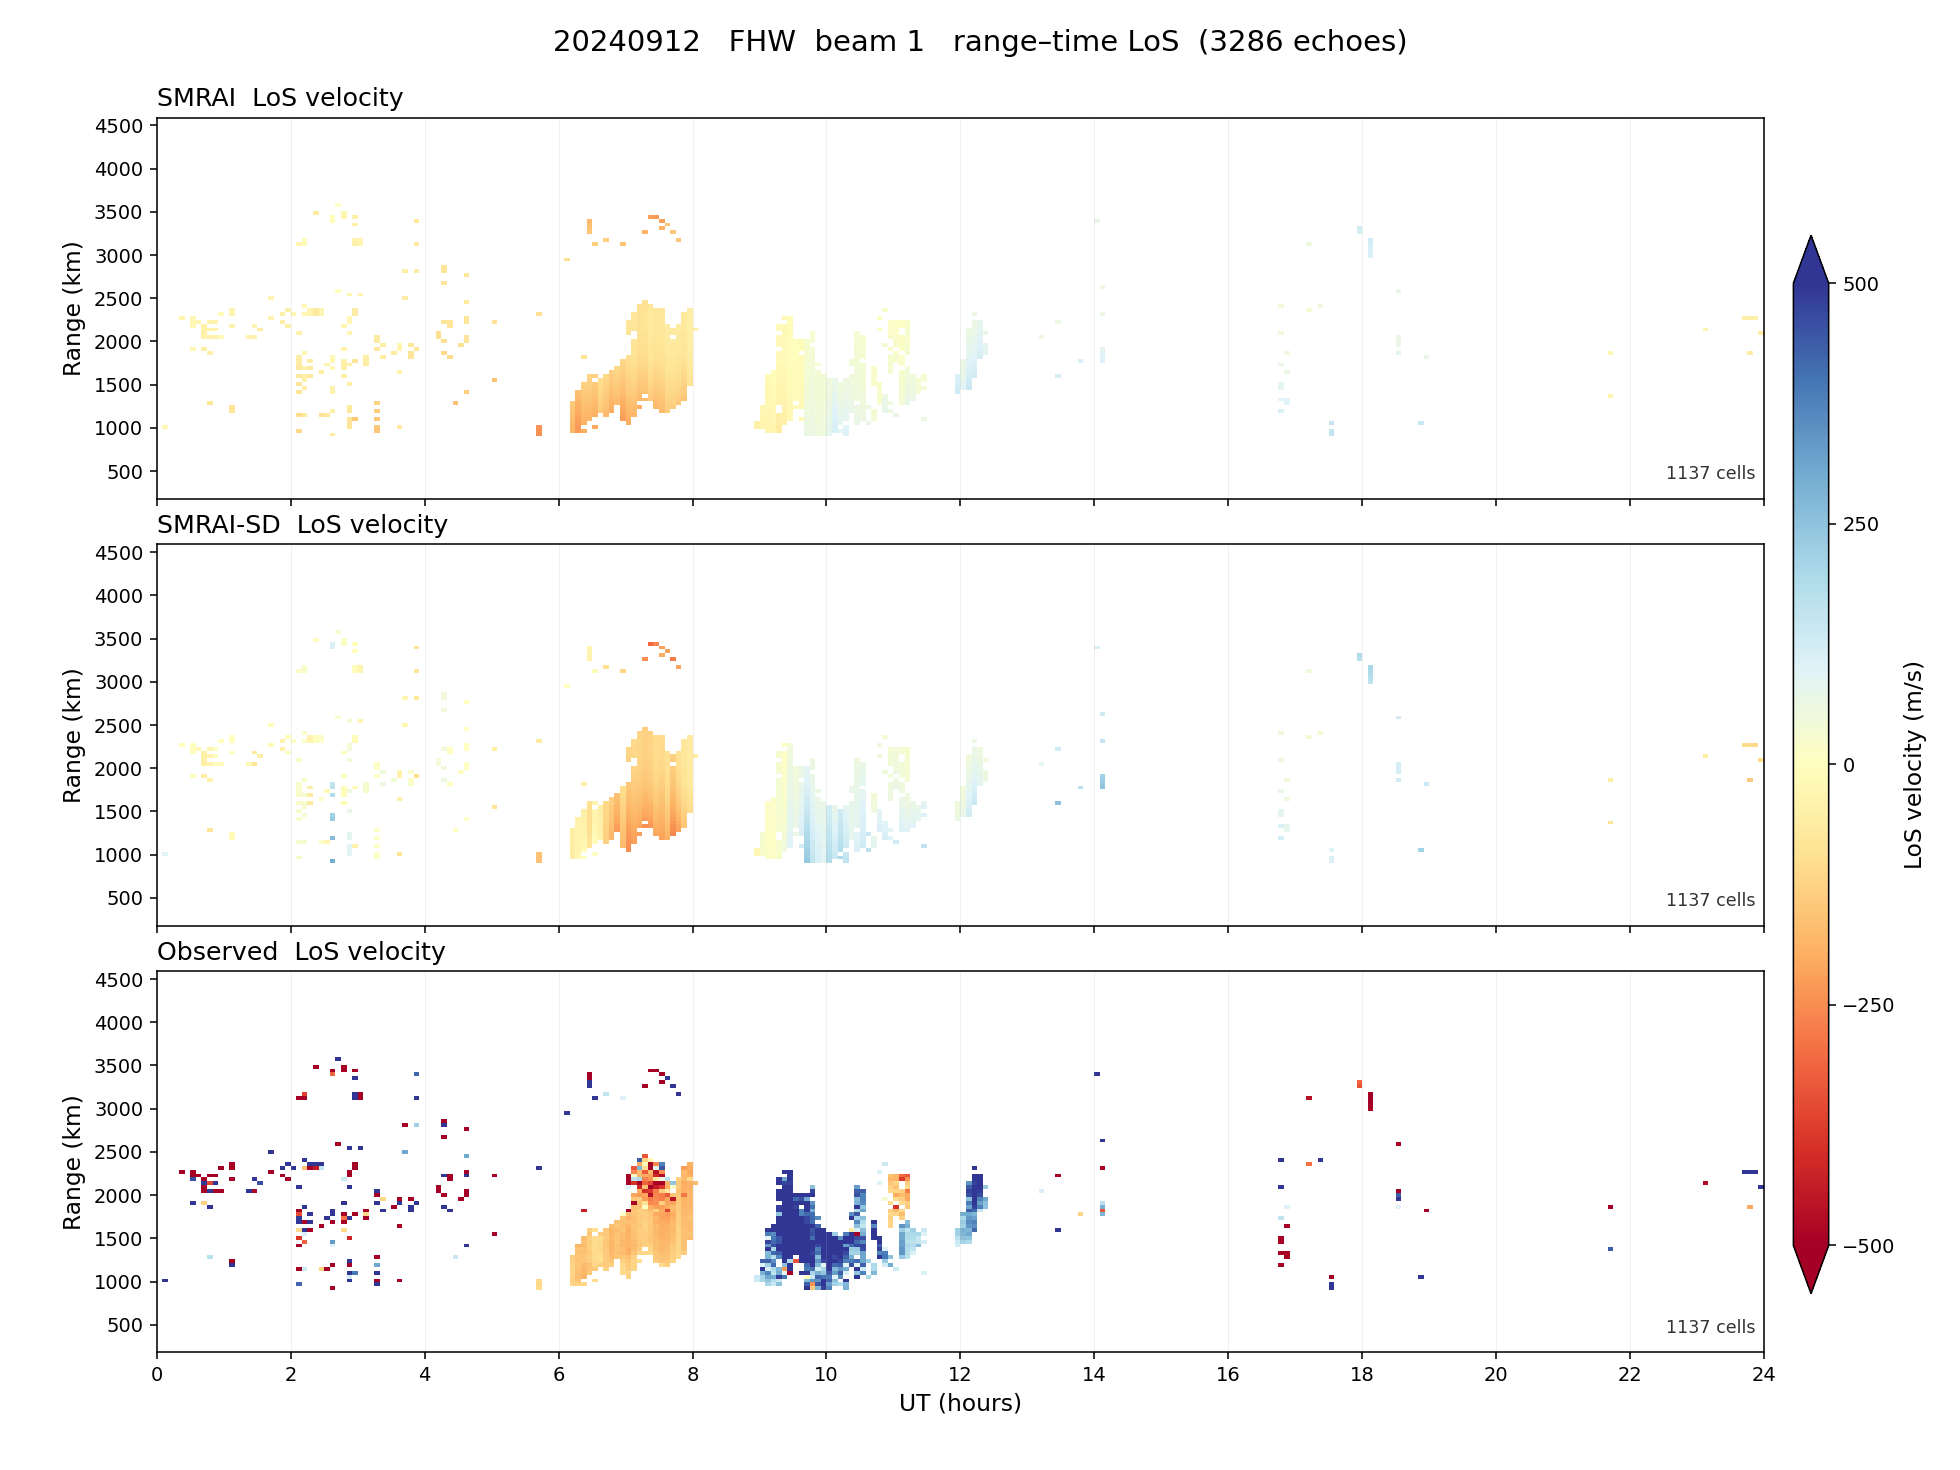 20240912   FHW  beam 1   range–time LoS  (3286 echoes)
SMRAI  LoS velocity
4500
4000
3500
3000
2500
2000
1500
1000
500
Range (km)
1137 cells
SMRAI-SD  LoS velocity
4500
4000
3500
3000
2500
2000
1500
1000
500
Range (km)
1137 cells
Observed  LoS velocity
4500
4000
3500
3000
2500
2000
1500
1000
500
Range (km)
1137 cells
0 2 4 6 8 10 12 14 16 18 20 22 24
UT (hours)
500
250
0
−250
−500
LoS velocity (m/s)